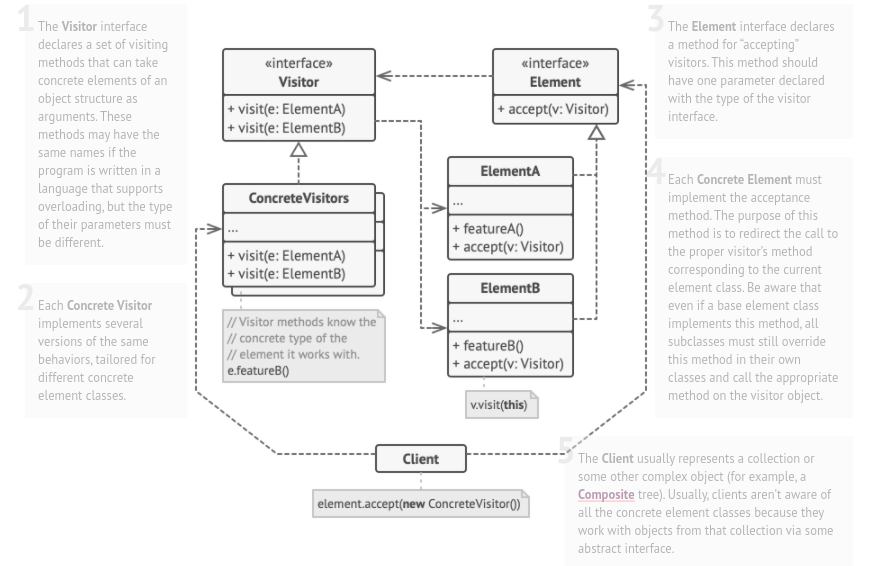 1
The Visitor interface
declares a set of visiting
methods that can take
concrete elements of an
object structure as
arguments. These
methods may have the
same names if the
program is written in a
language that supports
overloading, but the type
of their parameters must
be different.
2
Each Concrete Visitor
implements several
versions of the same
behaviors, tailored for
different concrete
element classes.
«interface»
Visitor
+ visit(e: ElementA)
+ visit(e: ElementB)
ConcreteVisitors
...
+ visit(e: ElementA)
+ visit(e: ElementB)
// Visitor methods know the
// concrete type of the
// element it works with.
e.featureB()
«interface»
Element
+ accept(v: Visitor)
ElementA
...
+ featureA()
+ accept(v: Visitor)
ElementB
...
+ featureB()
+ accept(v: Visitor)
v.visit(this)
Client
element.accept(new ConcreteVisitor())
3
The Element interface declares
a method for “accepting”
visitors. This method should
have one parameter declared
with the type of the visitor
interface.
4
Each Concrete Element must
implement the acceptance
method. The purpose of this
method is to redirect the call to
the proper visitor’s method
corresponding to the current
element class. Be aware that
even if a base element class
implements this method, all
subclasses must still override
this method in their own
classes and call the appropriate
method on the visitor object.
5
The Client usually represents a collection or
some other complex object (for example, a
Composite tree). Usually, clients aren’t aware of
all the concrete element classes because they
work with objects from that collection via some
abstract interface.